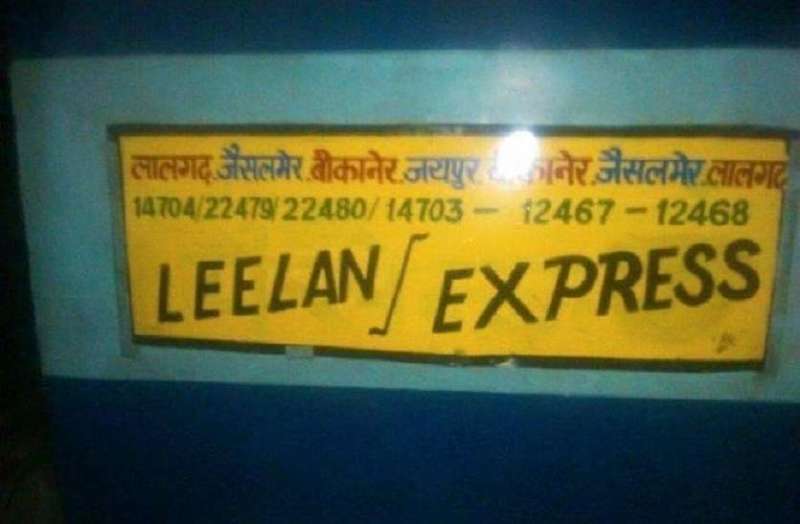 लालगढ़.जैसलमेर.बीकानेर.जयपुर.बीकानेर.जैसलमेर.लालगढ़
14704/22479/22480/14703 – 12467 – 12468
LEELAN EXPRESS